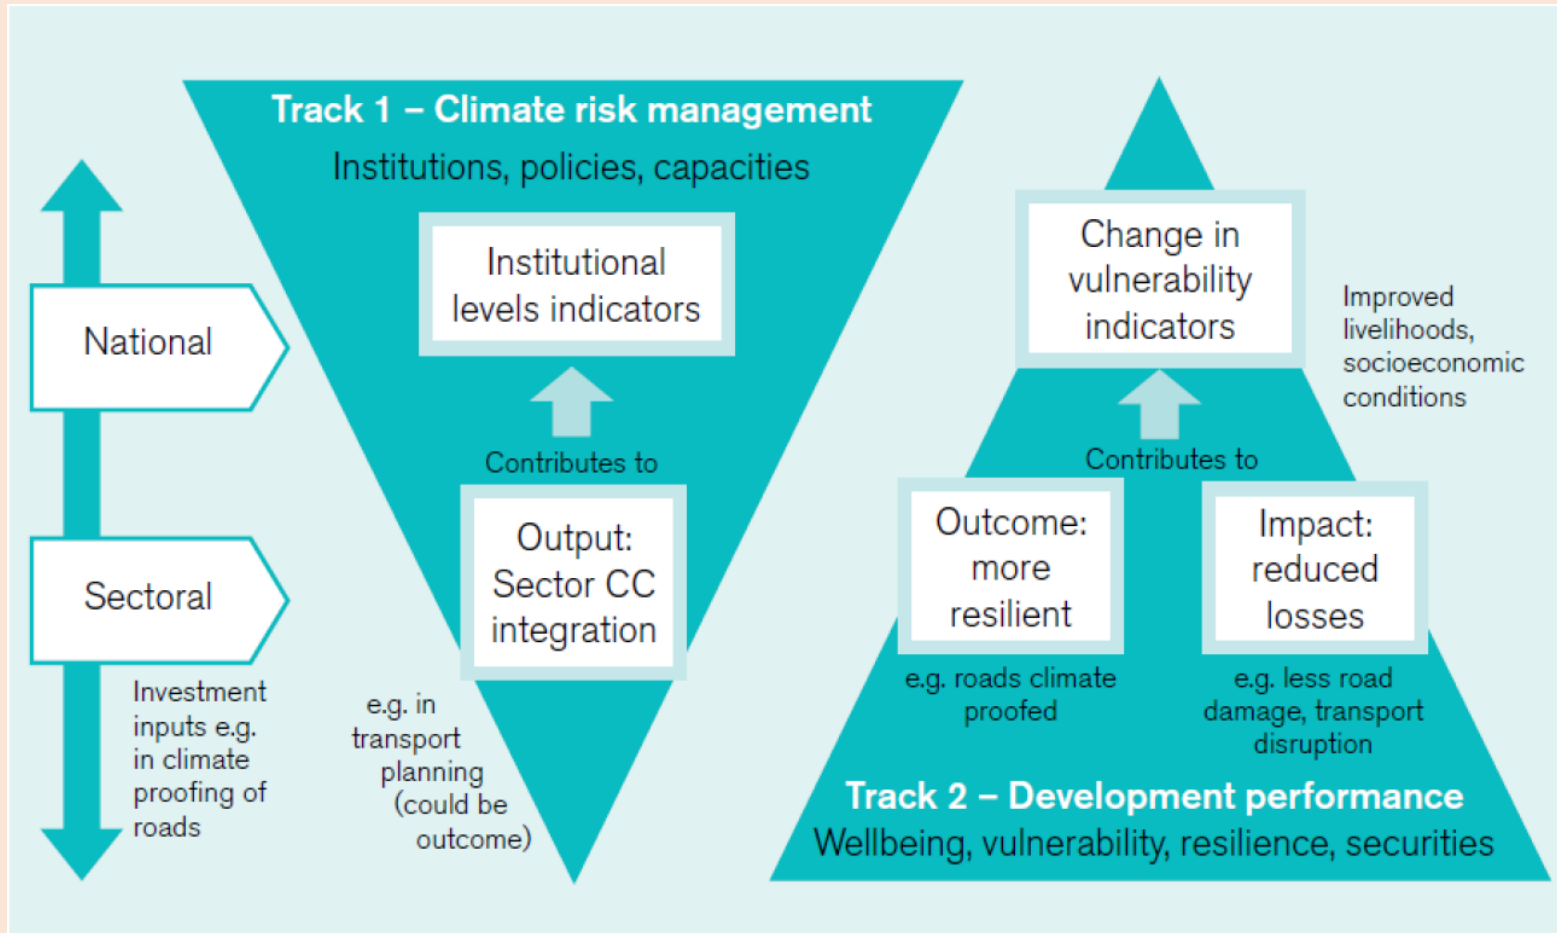 Track 1 – Climate risk management
Institutions, policies, capacities
Institutional
levels indicators
Contributes to
Output:
Sector CC
integration
e.g. in
transport
planning
(could be
outcome)
National
Sectoral
Investment
inputs e.g.
in climate
proofing of
roads
Change in
vulnerability
indicators
Improved
livelihoods,
socioeconomic
conditions
Contributes to
Outcome:
more
resilient
e.g. roads climate
proofed
Impact:
reduced
losses
e.g. less road
damage, transport
disruption
Track 2 – Development performance
Wellbeing, vulnerability, resilience, securities